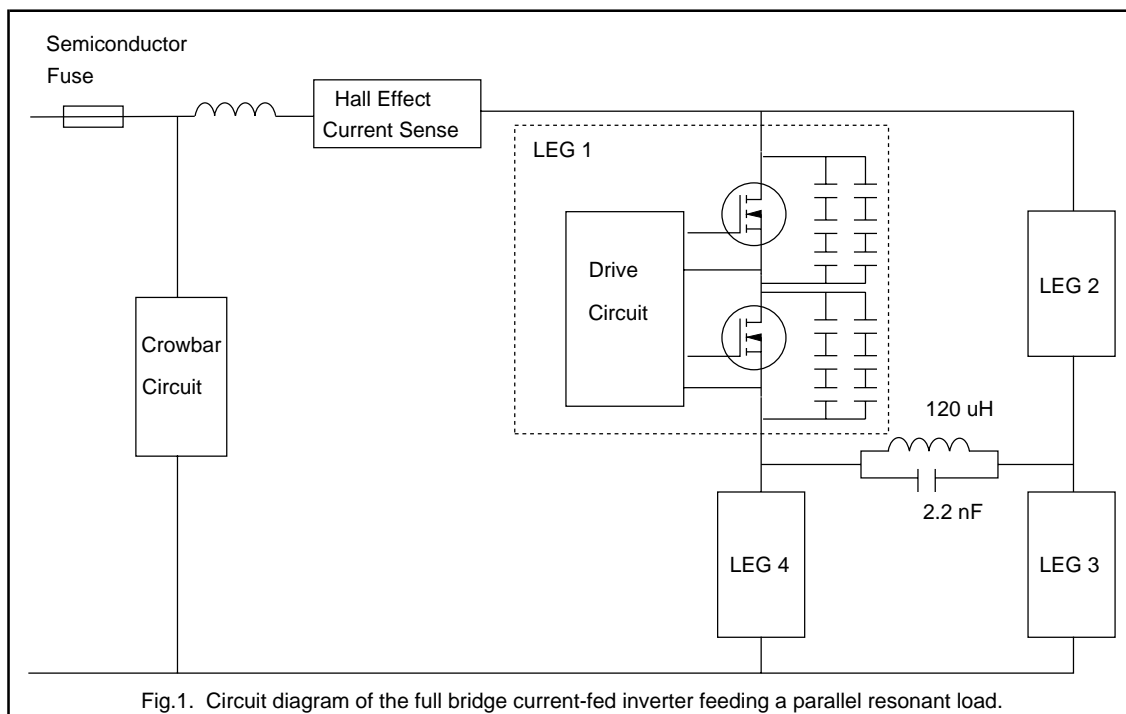 Semiconductor
Fuse
Hall Effect
Current Sense
LEG 1
Drive
Circuit
LEG 2
Crowbar
Circuit
120 uH
2.2 nF
LEG 4
LEG 3
Fig.1. Circuit diagram of the full bridge current-fed inverter feeding a parallel resonant load.